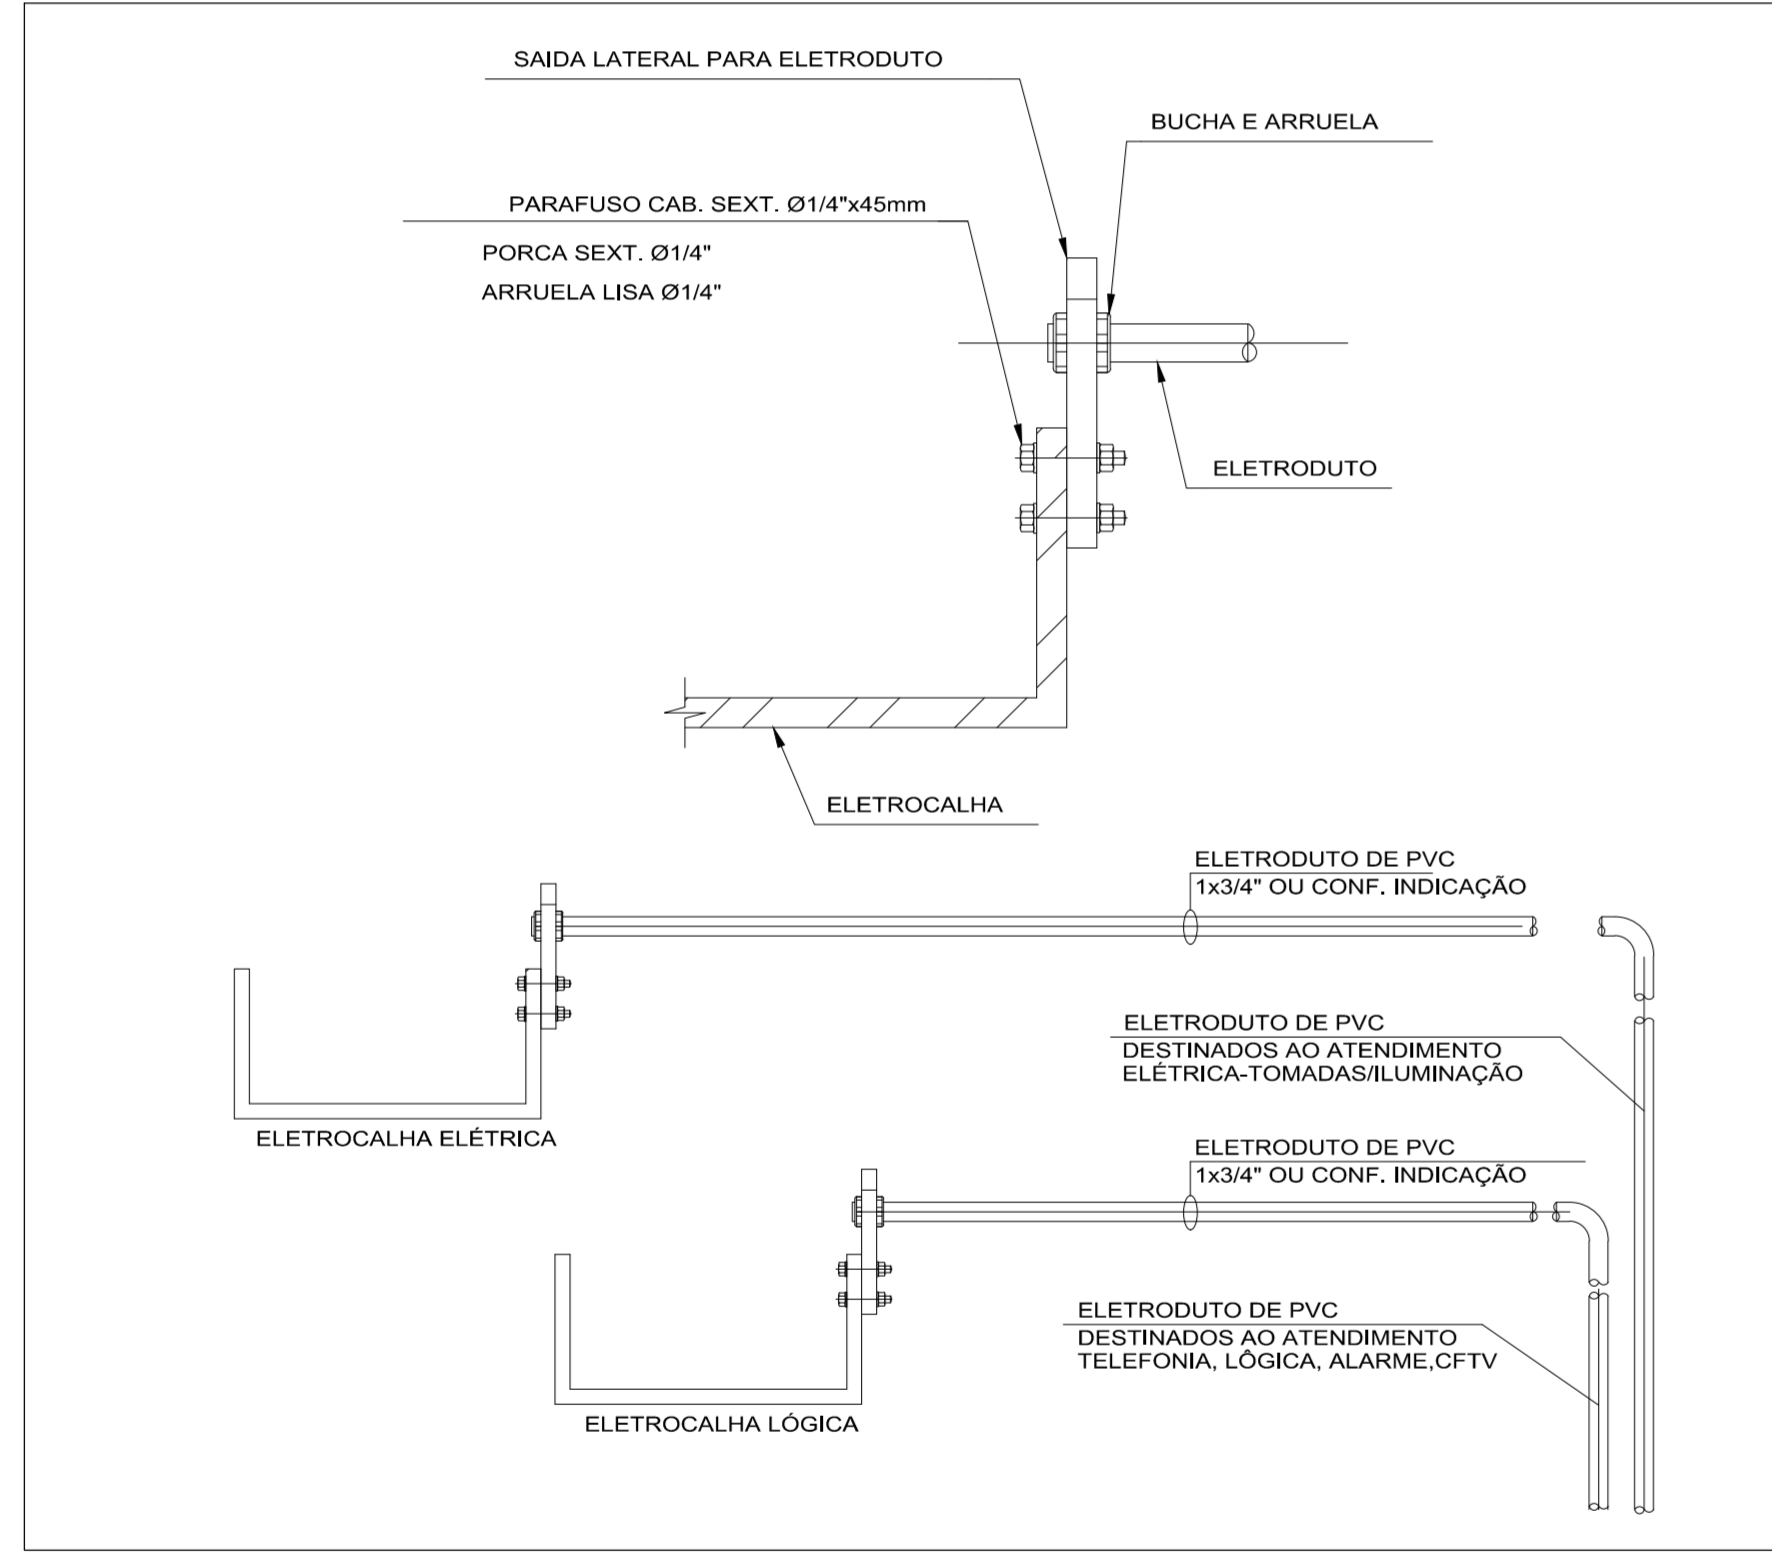 SAIDA LATERAL PARA ELETRODUTO
BUCHA E ARRUELA
PARAFUSO CAB. SEXT. Ø1/4"x45mm
PORCA SEXT. Ø1/4"
ARRUELA LISA Ø1/4"
ELETRODUTO
ELETROCALHA
ELETRODUTO DE PVC
1x3/4" OU CONF. INDICAÇÃO
ELETRODUTO DE PVC
DESTINADOS AO ATENDIMENTO
ELÉTRICA-TOMADAS/ILUMINAÇÃO
ELETROCALHA ELÉTRICA
ELETRODUTO DE PVC
1x3/4" OU CONF. INDICAÇÃO
ELETRODUTO DE PVC
DESTINADOS AO ATENDIMENTO
TELEFONIA, LÔGICA, ALARME,CFTV
ELETROCALHA LÓGICA